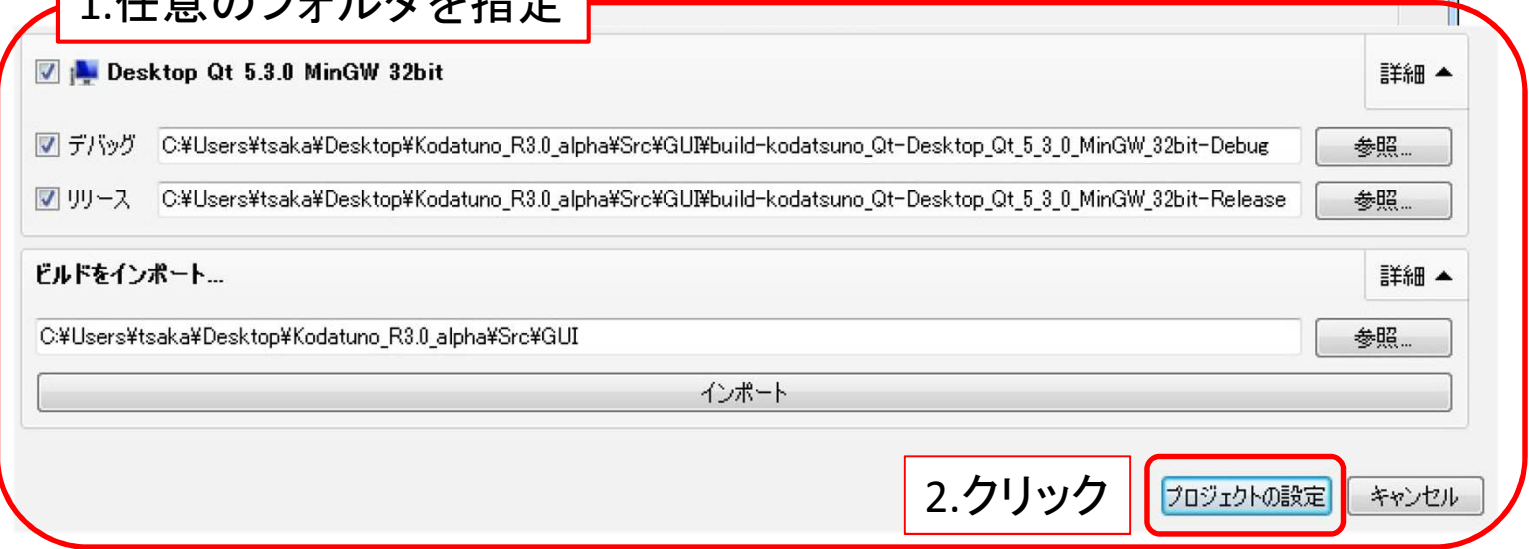 1.任意のフォルダを指定
Desktop Qt 5.3.0 MinGW 32bit
詳細
デバッグ C:¥Users¥tsaka¥Desktop¥Kodatuno_R3.0_alpha¥Src¥GUI¥build-kodatsuno_Qt-Desktop_Qt_5_3_0_MinGW_32bit-Debug 参照...
リリース C:¥Users¥tsaka¥Desktop¥Kodatuno_R3.0_alpha¥Src¥GUI¥build-kodatsuno_Qt-Desktop_Qt_5_3_0_MinGW_32bit-Release 参照...
ビルドをインポート...
詳細
C:¥Users¥tsaka¥Desktop¥Kodatuno_R3.0_alpha¥Src¥GUI 参照...
インポート
2.クリック
プロジェクトの設定 キャンセル